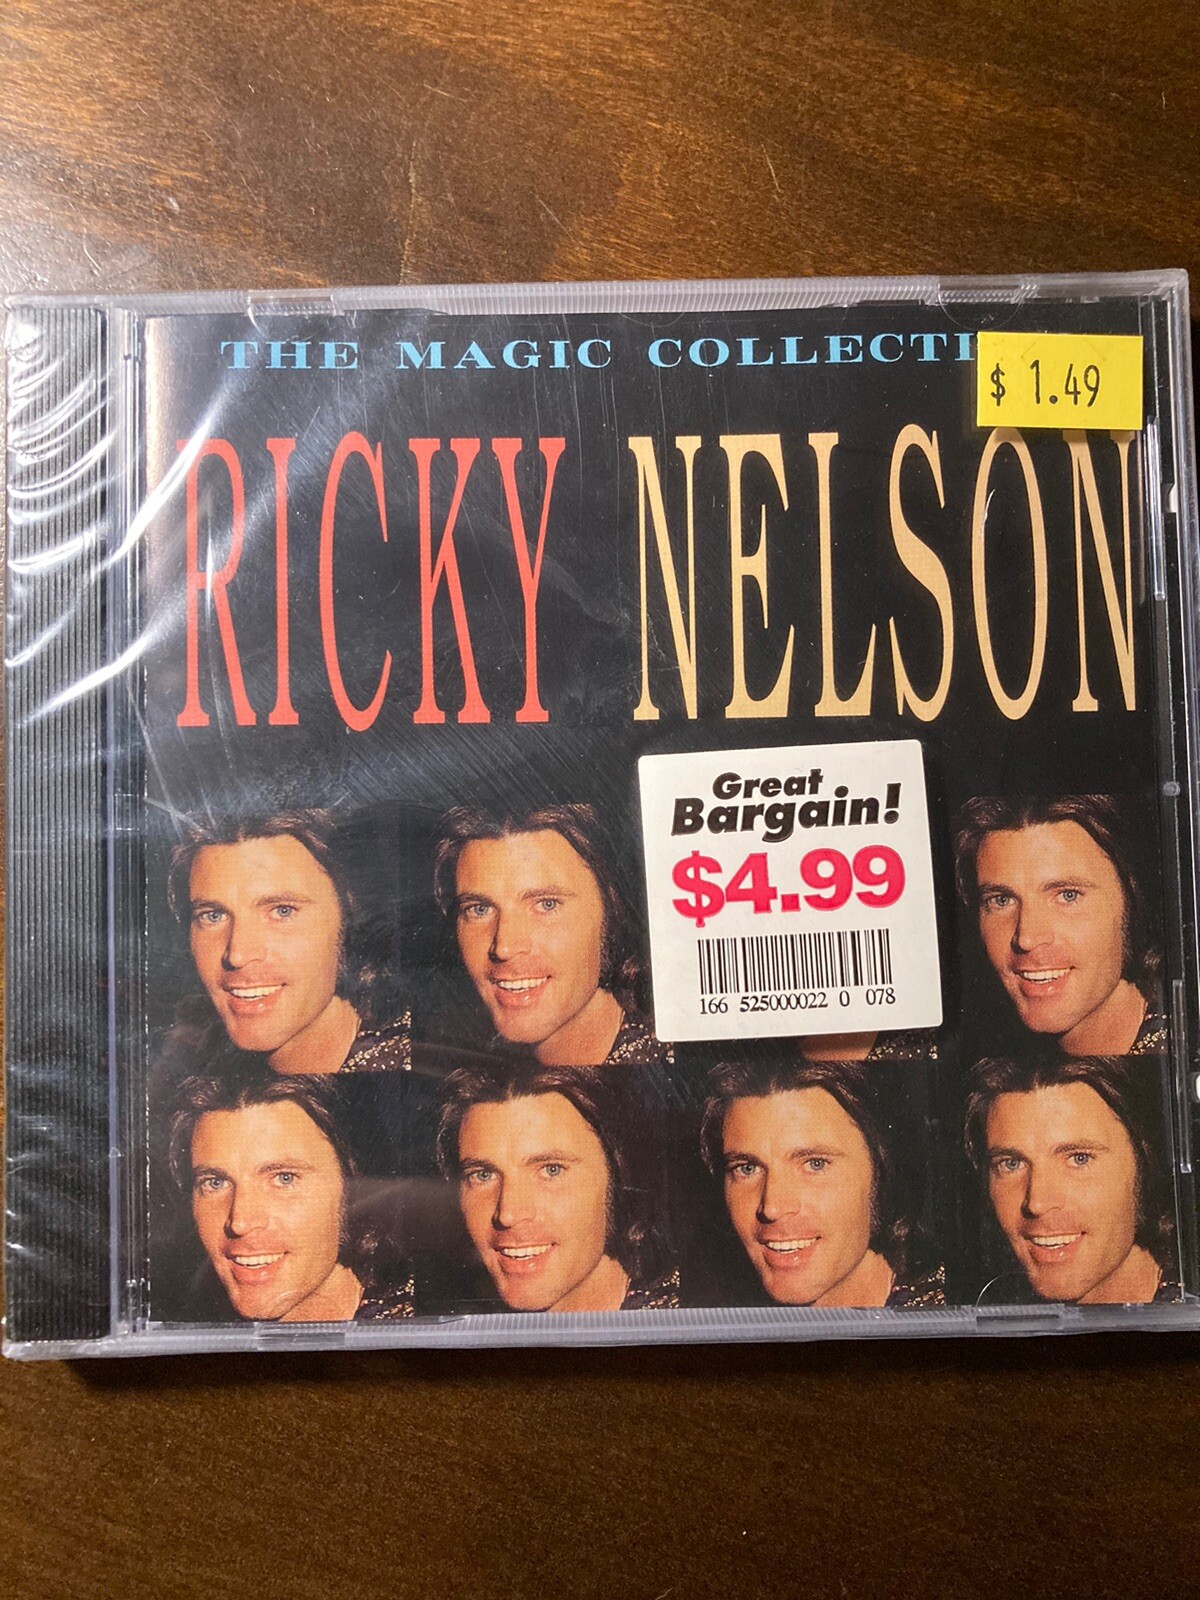 THE MAGIC COLLECTI
$ 1.49
RICKY NELSON
Great
Bargain!
$4.99
166 525000022 0 078